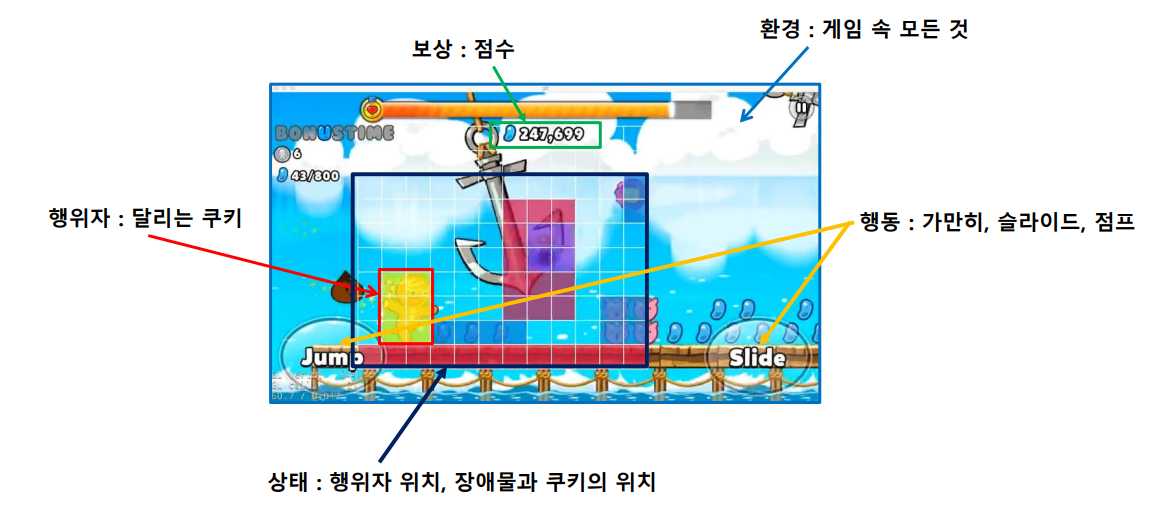 환경 : 게임 속 모든 것
보상 : 점수
BONUSTIME
247,699
6
43/800
행위자 : 달리는 쿠키
행동 : 가만히, 슬라이드, 점프
Jump
Slide
상태 : 행위자 위치, 장애물과 쿠키의 위치